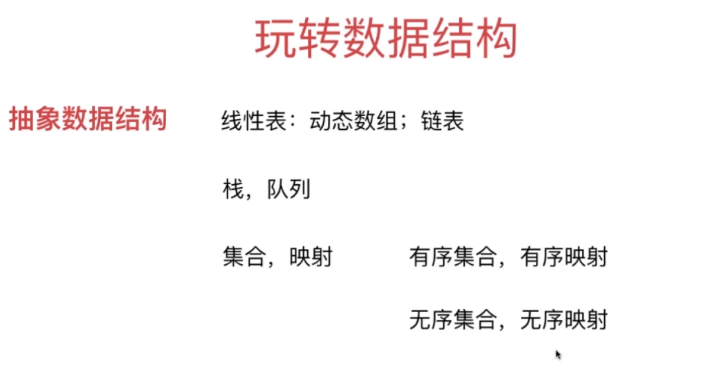 玩转数据结构
抽象数据结构 线性表：动态数组；链表
栈，队列
集合，映射 有序集合，有序映射
无序集合，无序映射